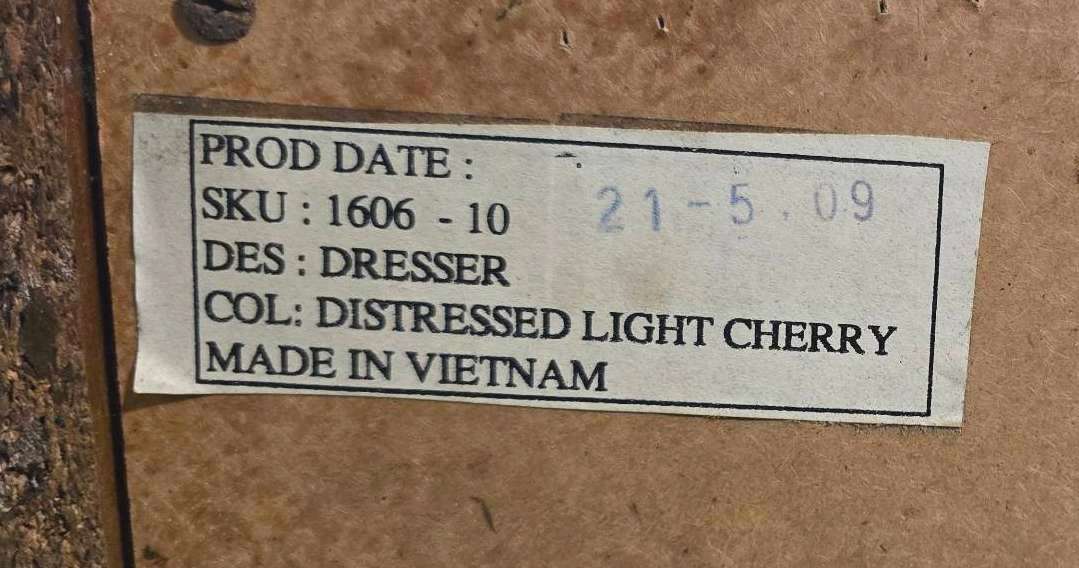 PROD DATE :
21-5.09
SKU : 1606 - 10
DES : DRESSER
COL: DISTRESSED LIGHT CHERRY
MADE IN VIETNAM